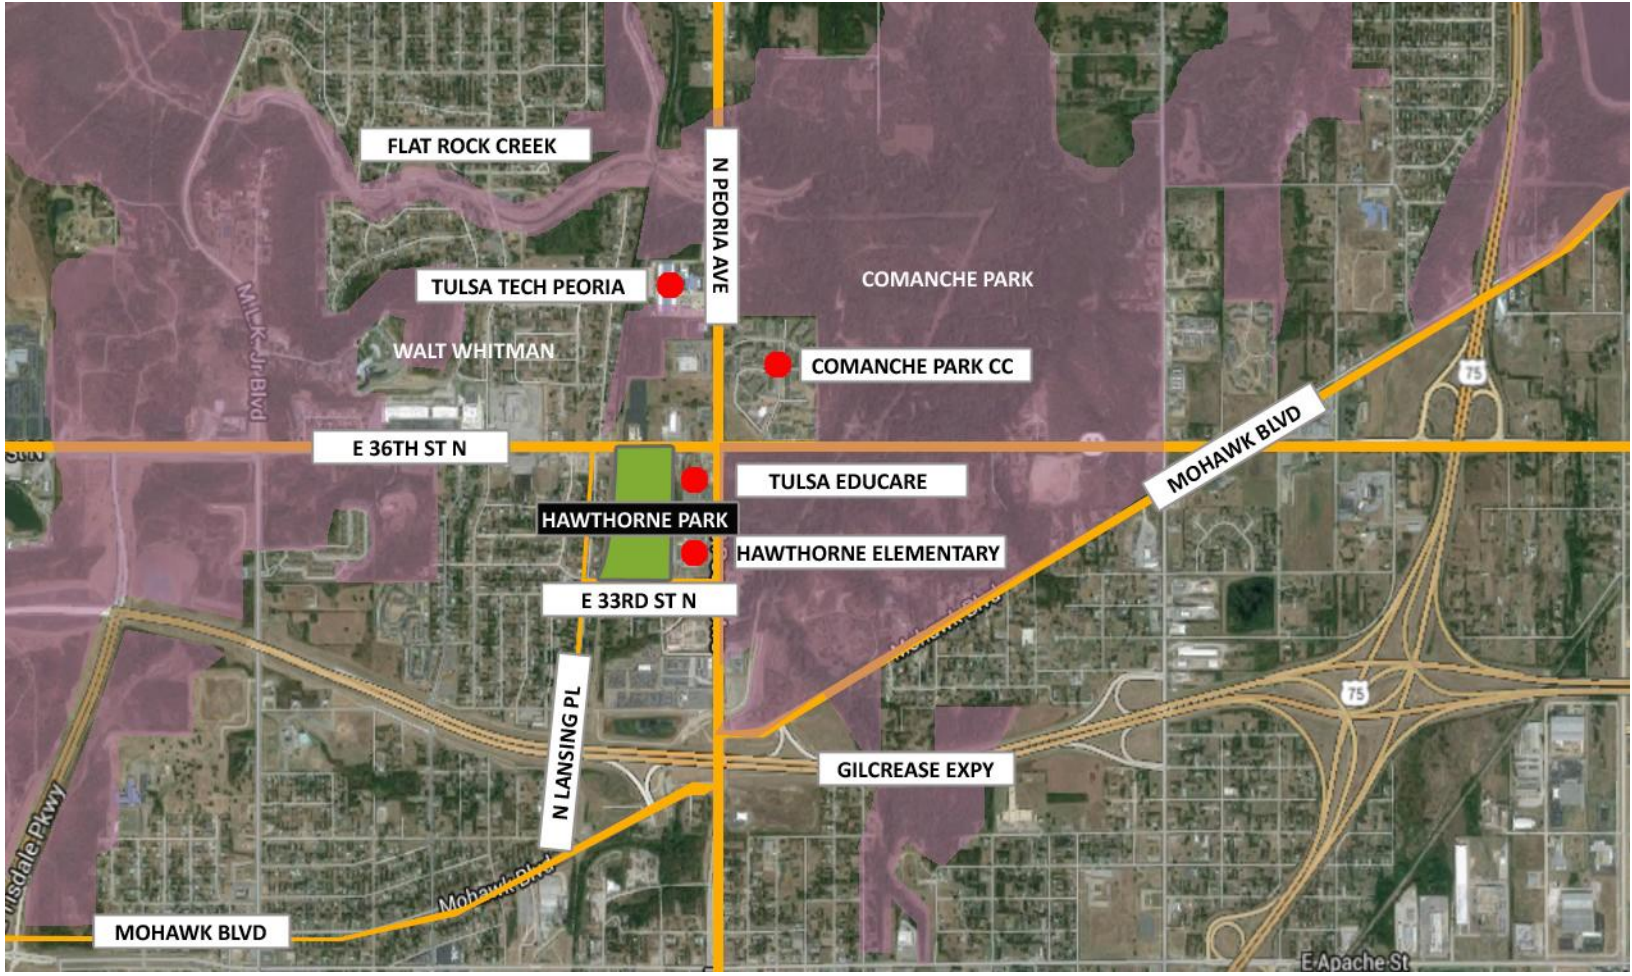 FLAT ROCK CREEK
N PEORIA AVE
TULSA TECH PEORIA
COMANCHE PARK
MLK Jr Blvd
WALT WHITMAN
COMANCHE PARK CC
75
MOHAWK BLVD
E 36TH ST N
St N
TULSA EDUCARE
HAWTHORNE PARK
HAWTHORNE ELEMENTARY
E 33RD ST N
Mohawk Blvd
75
N LANSING PL
GILCREASE EXPY
Mohawk Blvd
MOHAWK BLVD
E Apache St